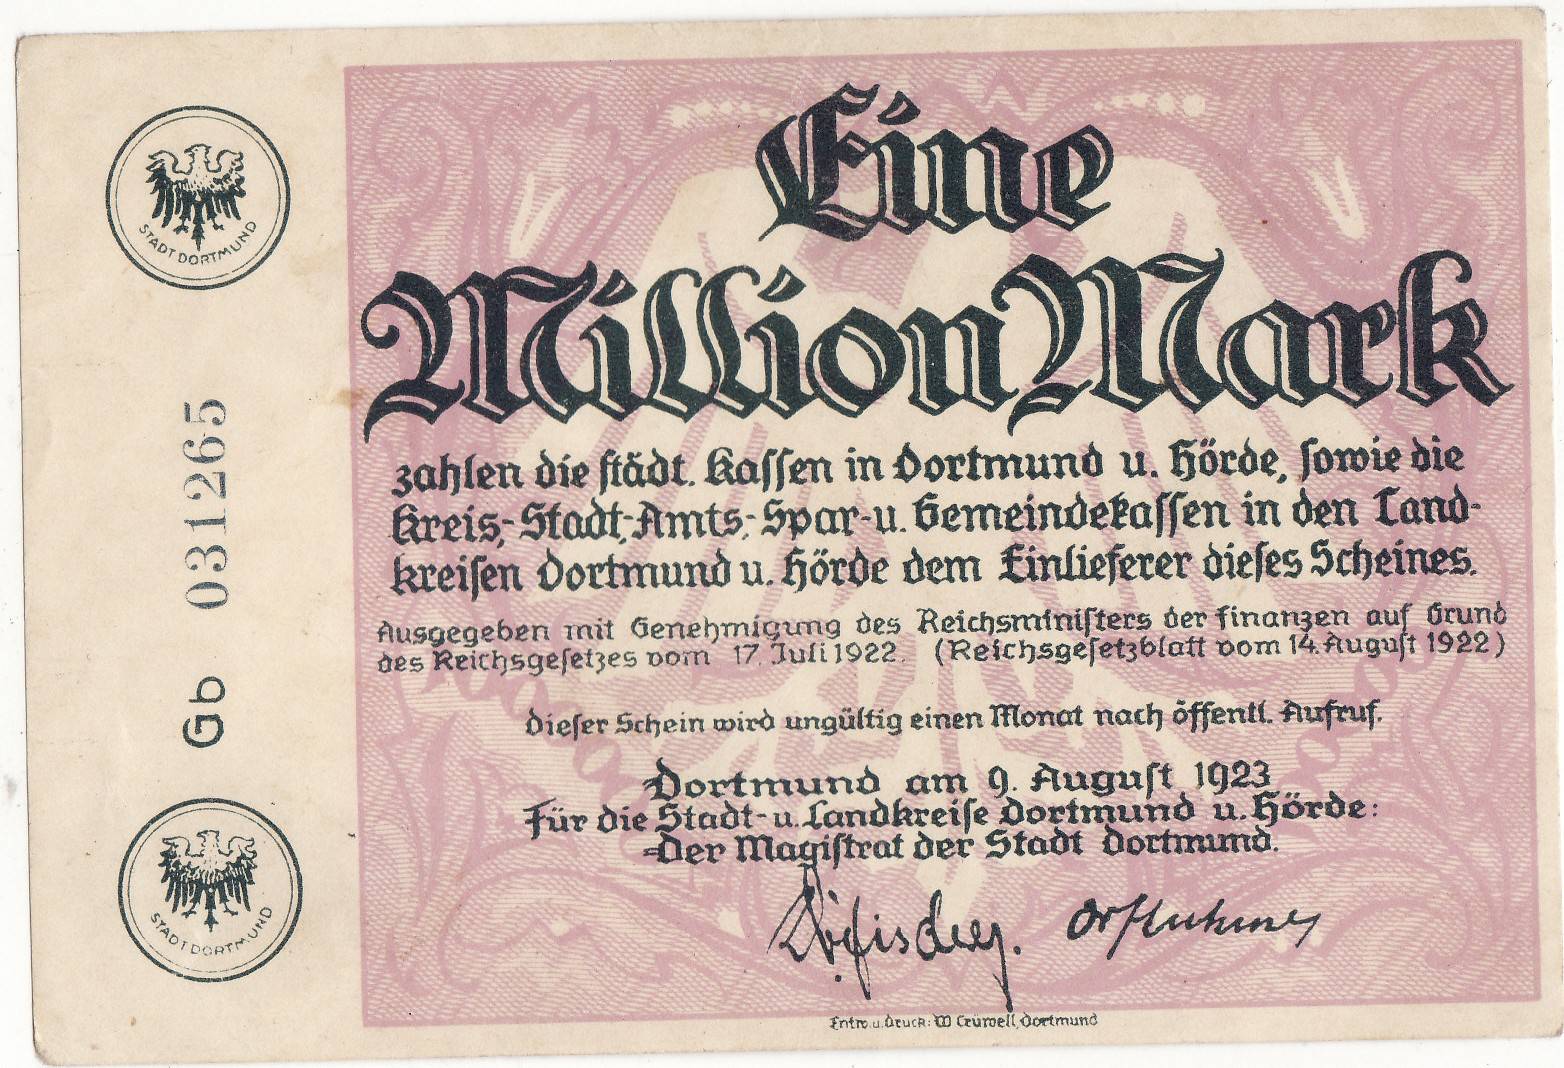 STADT DORTMUND
Gb 031265
STADT DORTMUND
Eine
Million Mark
zahlen die städt. Kassen in Dortmund u. Hörde, sowie die
Kreis-, Stadt-, Amts-, Spar- u. Gemeindekassen in den Land-
kreisen Dortmund u. Hörde dem Einlieferer dieses Scheines.
Ausgegeben mit Genehmigung des Reichsministers der Finanzen auf Grund
des Reichsgesetzes vom 17. Juli 1922. (Reichsgesetzblatt vom 14. August 1922)
Dieser Schein wird ungültig einen Monat nach öffentl. Aufruf.
Dortmund am 9. August 1923
Für die Stadt- u. Landkreise Dortmund u. Hörde:
Der Magistrat der Stadt Dortmund.
Entw. u. Druck: W Crüwell, Dortmund